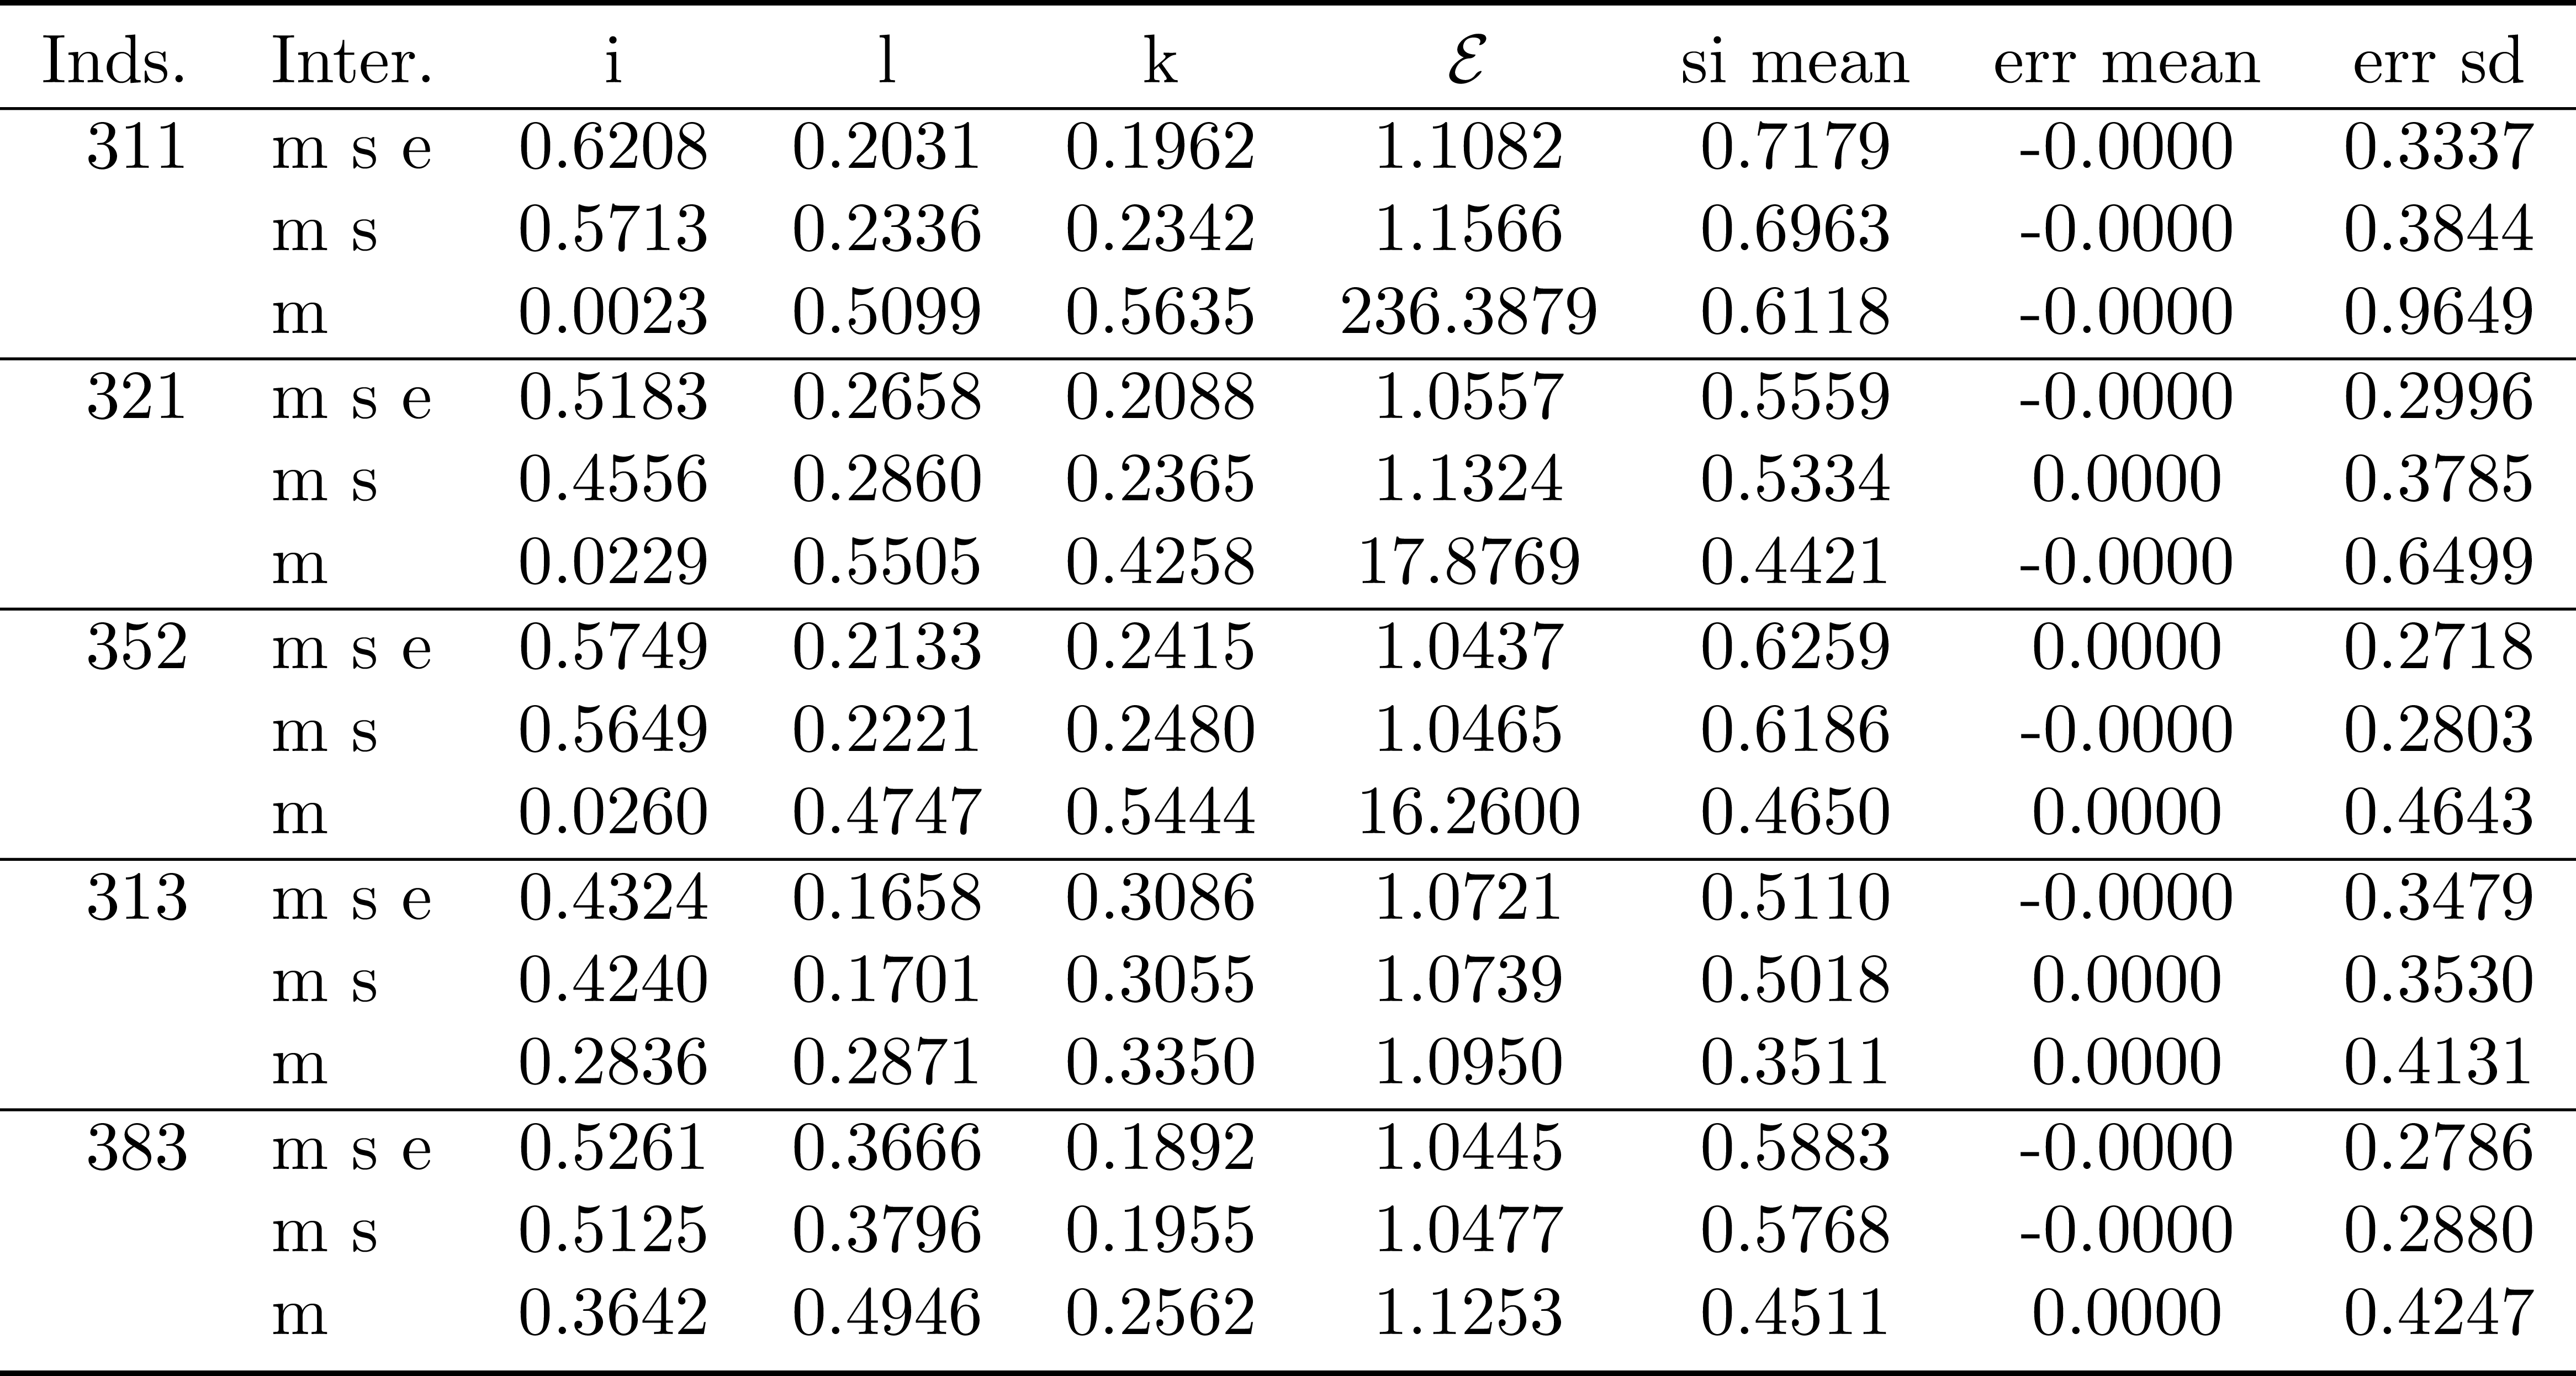 Inds. Inter. i l k ℰ si mean err mean err sd
311 m s e 0.6208 0.2031 0.1962 1.1082 0.7179 -0.0000 0.3337
m s 0.5713 0.2336 0.2342 1.1566 0.6963 -0.0000 0.3844
m 0.0023 0.5099 0.5635 236.3879 0.6118 -0.0000 0.9649
321 m s e 0.5183 0.2658 0.2088 1.0557 0.5559 -0.0000 0.2996
m s 0.4556 0.2860 0.2365 1.1324 0.5334 0.0000 0.3785
m 0.0229 0.5505 0.4258 17.8769 0.4421 -0.0000 0.6499
352 m s e 0.5749 0.2133 0.2415 1.0437 0.6259 0.0000 0.2718
m s 0.5649 0.2221 0.2480 1.0465 0.6186 -0.0000 0.2803
m 0.0260 0.4747 0.5444 16.2600 0.4650 0.0000 0.4643
313 m s e 0.4324 0.1658 0.3086 1.0721 0.5110 -0.0000 0.3479
m s 0.4240 0.1701 0.3055 1.0739 0.5018 0.0000 0.3530
m 0.2836 0.2871 0.3350 1.0950 0.3511 0.0000 0.4131
383 m s e 0.5261 0.3666 0.1892 1.0445 0.5883 -0.0000 0.2786
m s 0.5125 0.3796 0.1955 1.0477 0.5768 -0.0000 0.2880
m 0.3642 0.4946 0.2562 1.1253 0.4511 0.0000 0.4247